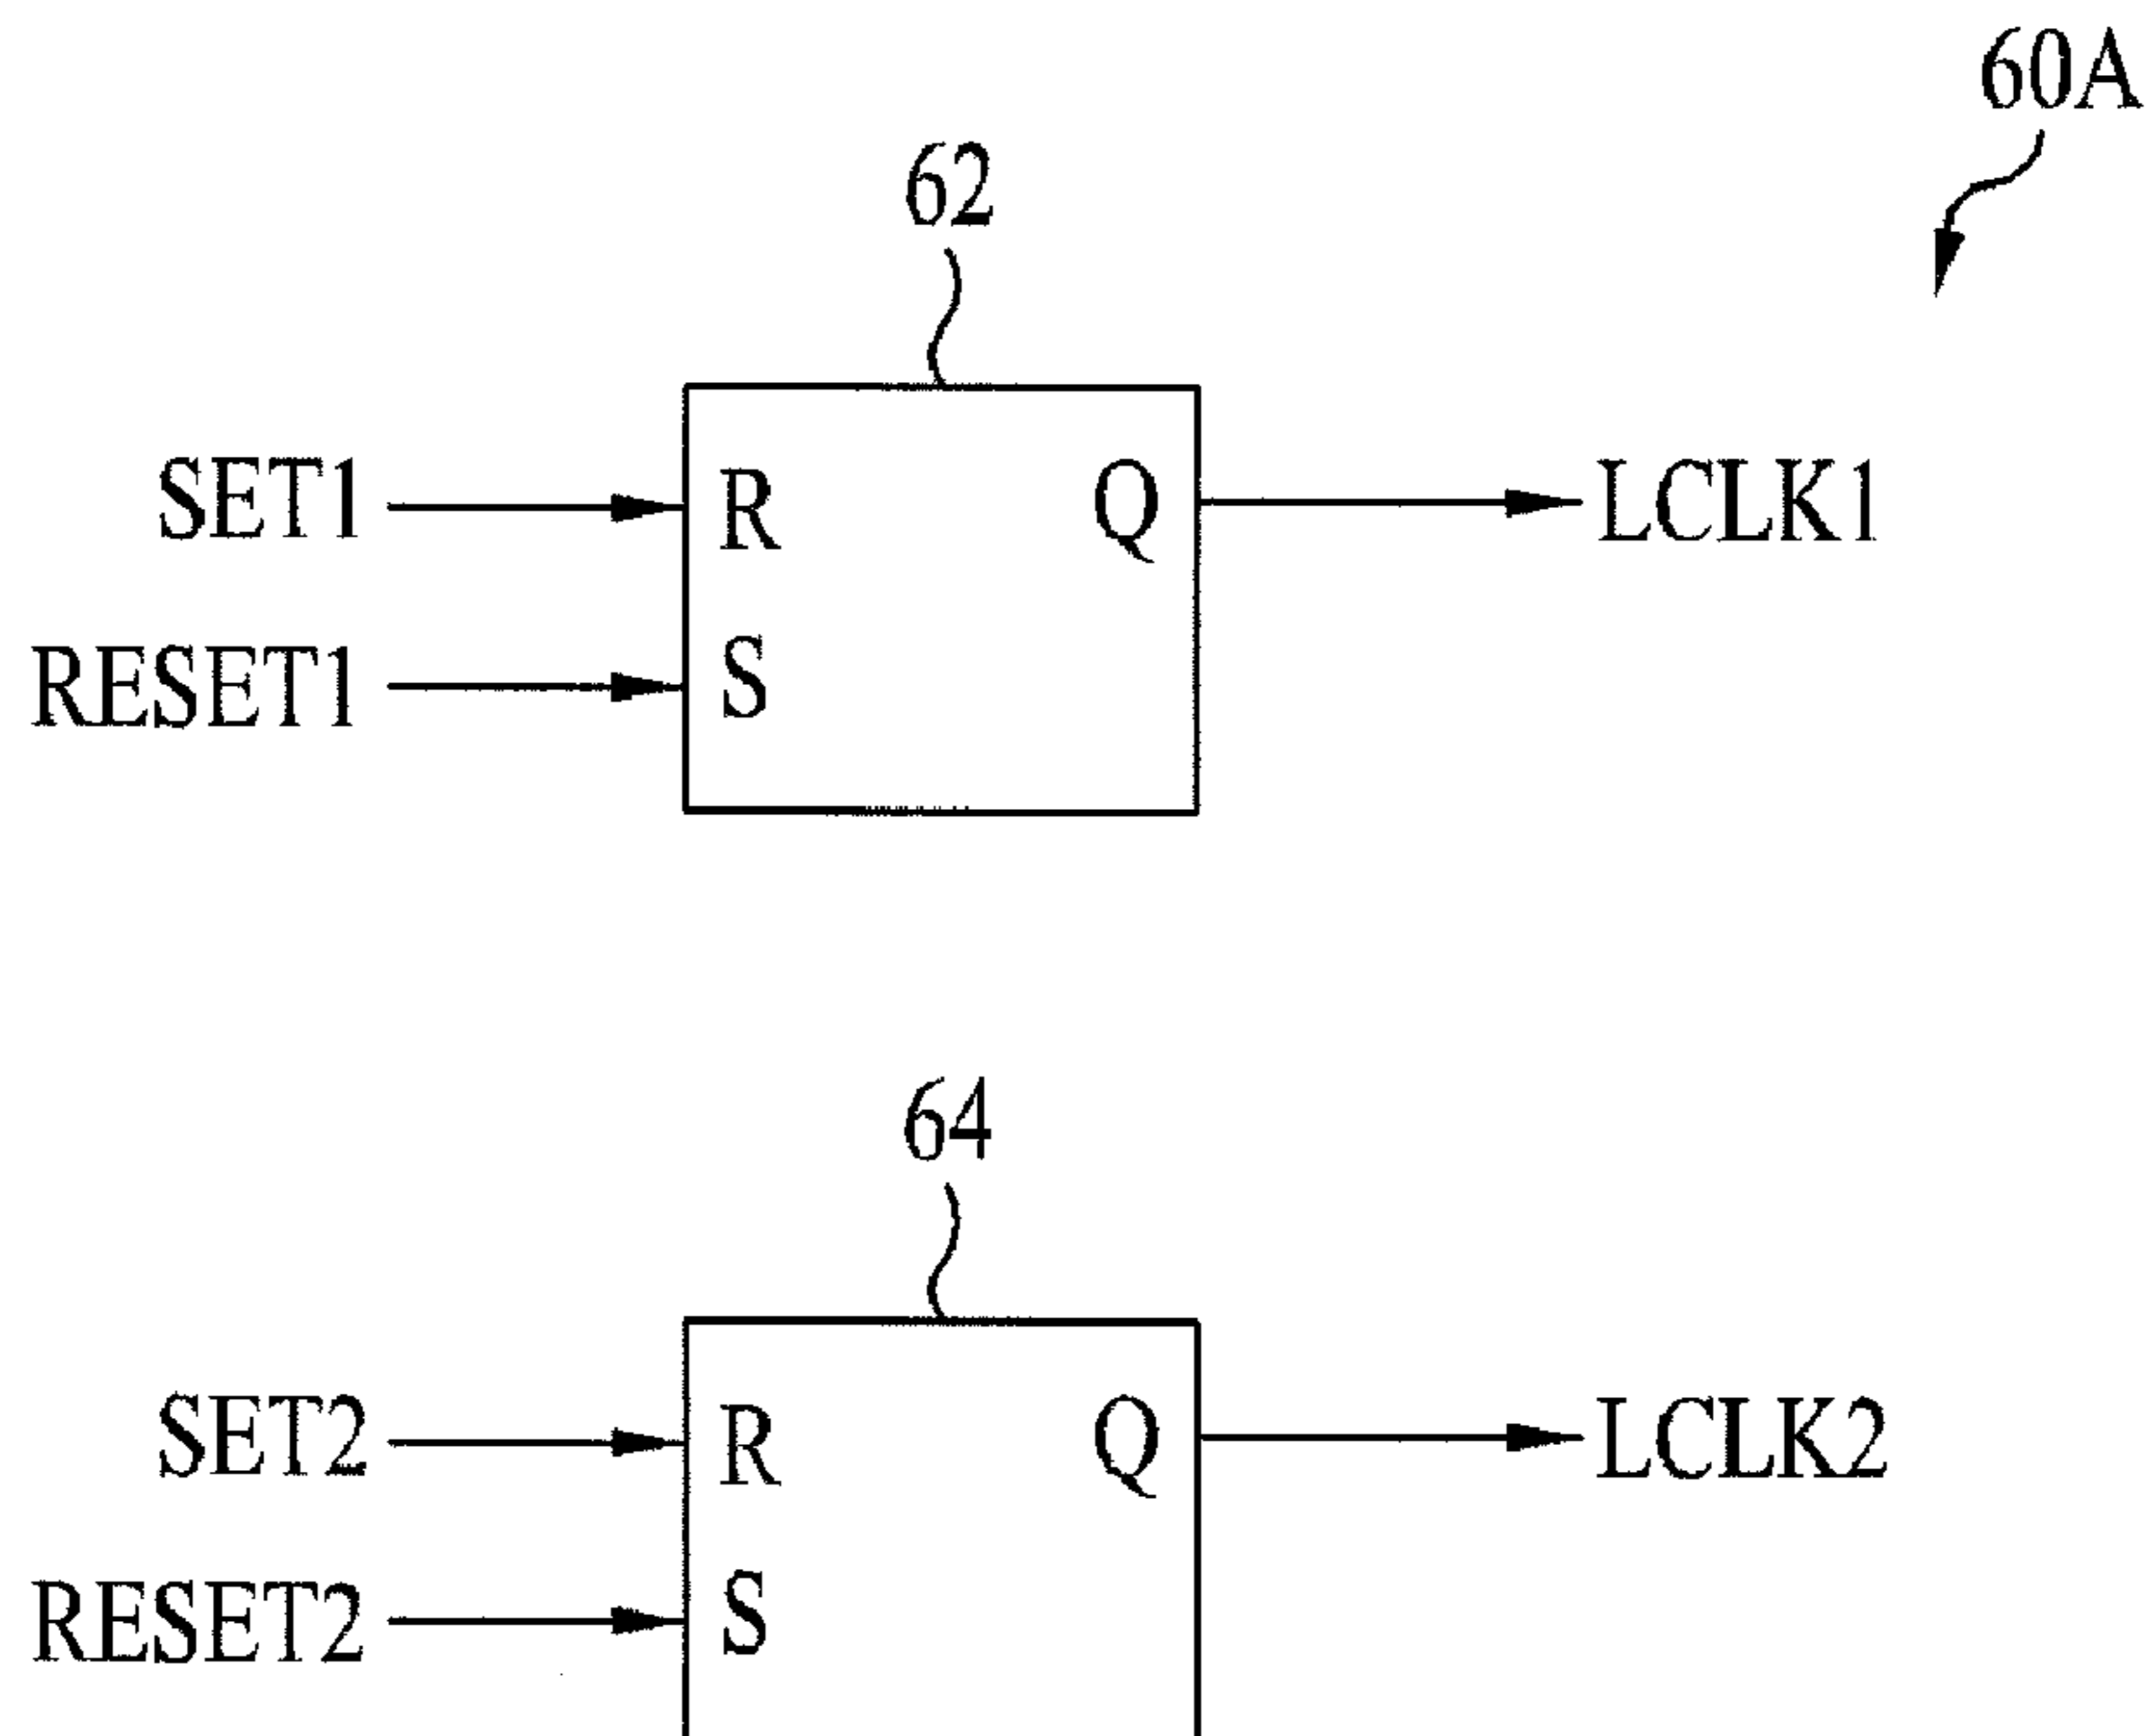 60A
62
SET1 R Q LCLK1
RESET1 S
64
SET2 R Q LCLK2
RESET2 S